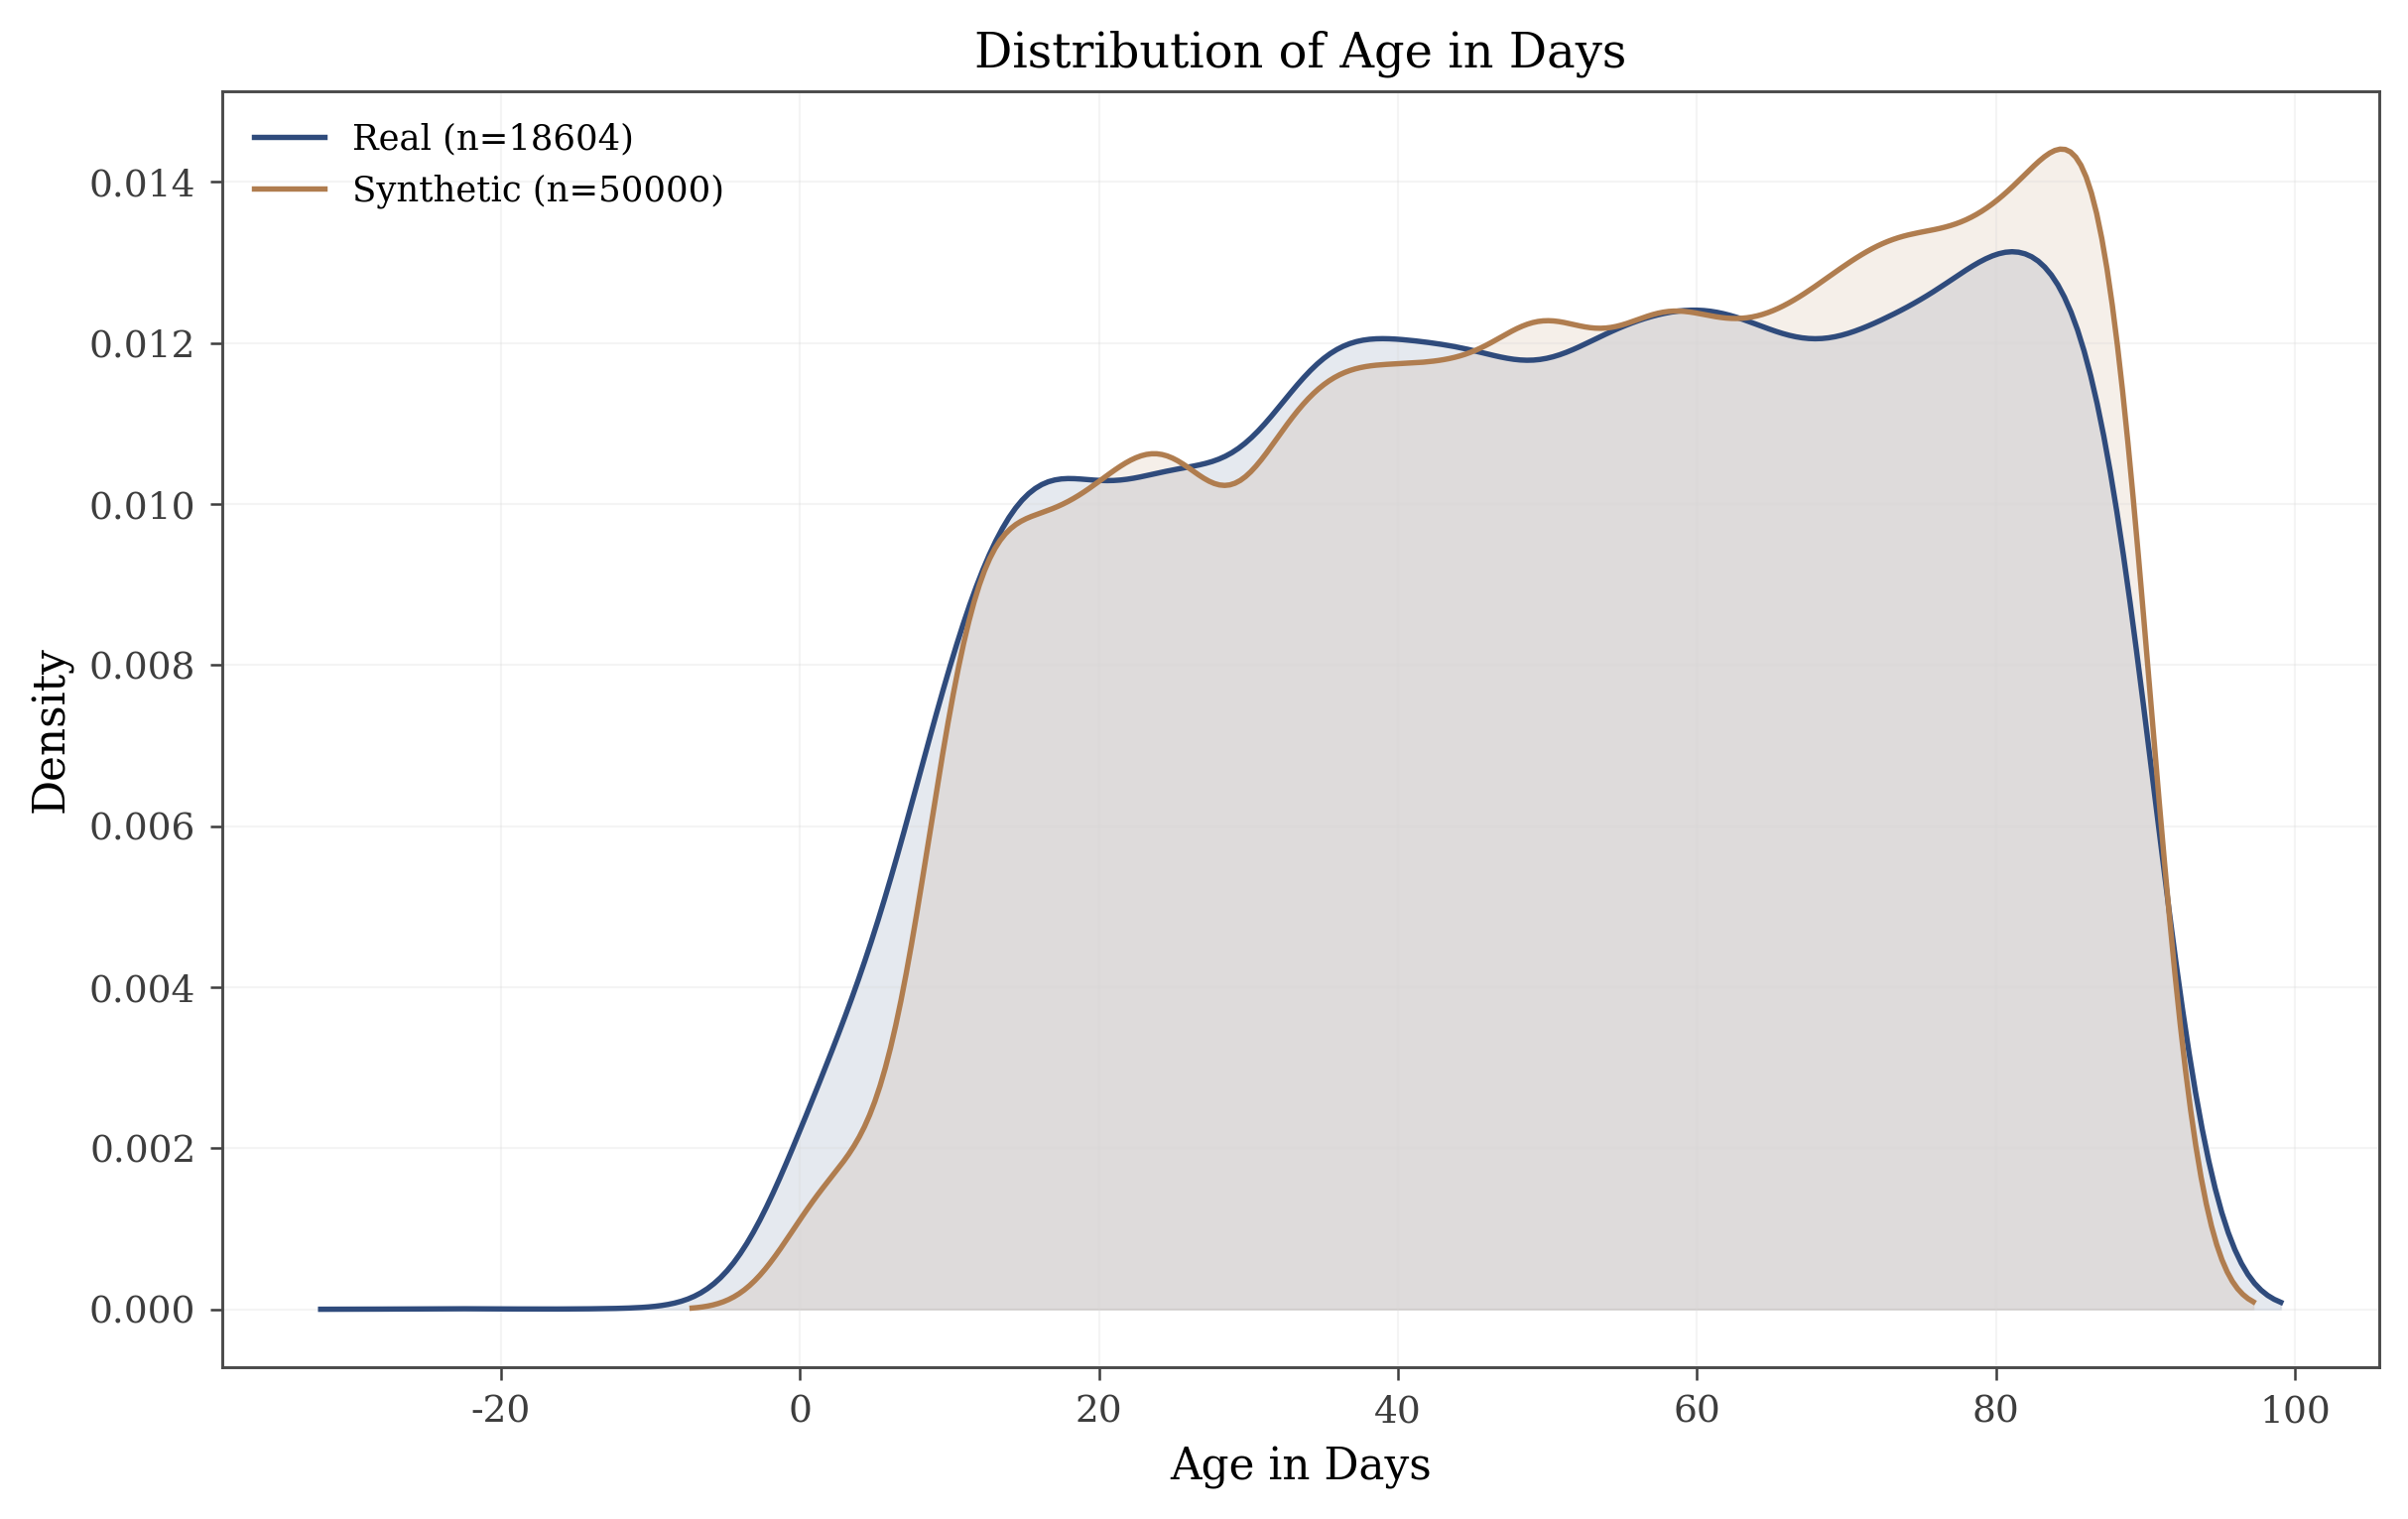 Distribution of Age in Days
Real (n=18604)
Synthetic (n=50000)
Density
0.014
0.012
0.010
0.008
0.006
0.004
0.002
0.000
-20 0 20 40 60 80 100
Age in Days